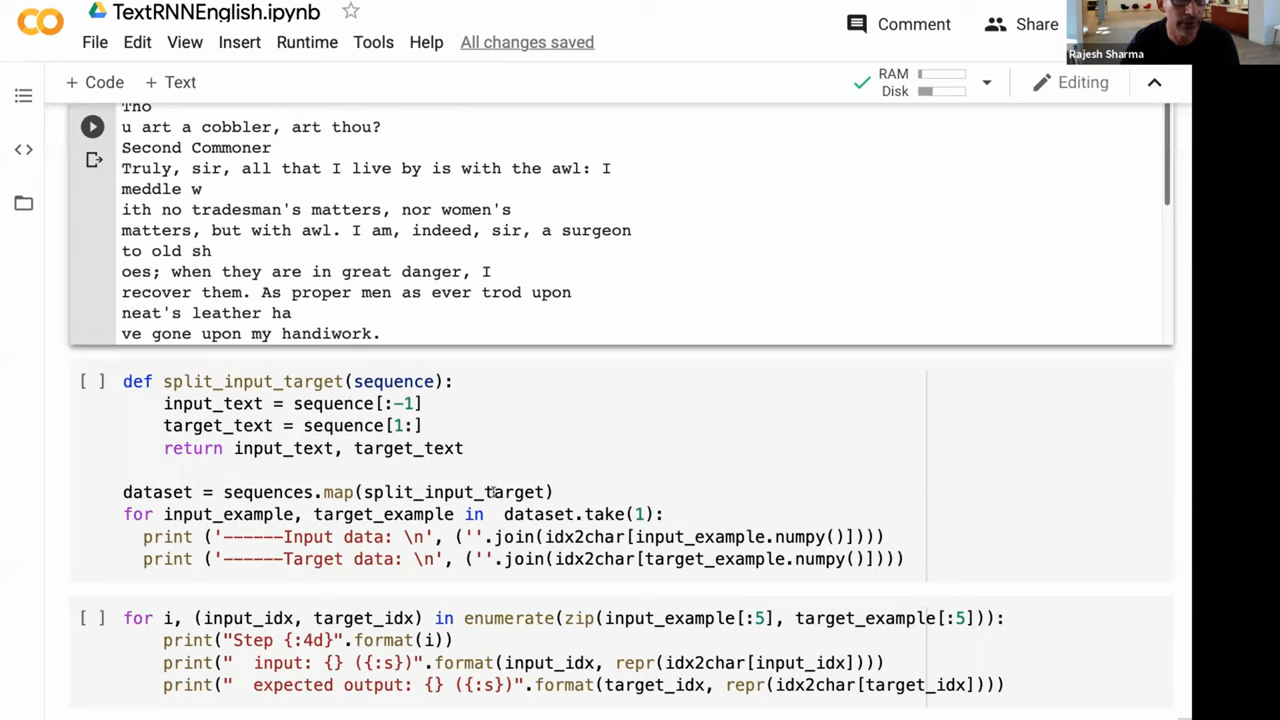 TextRNNEnglish.ipynb
File Edit View Insert Runtime Tools Help All changes saved
Comment Share
Rajesh Sharma
+ Code + Text
RAM
Disk
Editing
Tho
u art a cobbler, art thou?
Second Commoner
Truly, sir, all that I live by is with the awl: I
meddle w
ith no tradesman's matters, nor women's
matters, but with awl. I am, indeed, sir, a surgeon
to old sh
oes; when they are in great danger, I
recover them. As proper men as ever trod upon
neat's leather ha
ve gone upon my handiwork.
[ ] def split_input_target(sequence):
input_text = sequence[:-1]
target_text = sequence[1:]
return input_text, target_text
dataset = sequences.map(split_input_target)
for input_example, target_example in  dataset.take(1):
print ('------Input data: \n', (''.join(idx2char[input_example.numpy()])))
print ('------Target data: \n', (''.join(idx2char[target_example.numpy()])))
[ ] for i, (input_idx, target_idx) in enumerate(zip(input_example[:5], target_example[:5])):
print("Step {:4d}".format(i))
print("  input: {} ({:s})".format(input_idx, repr(idx2char[input_idx])))
print("  expected output: {} ({:s})".format(target_idx, repr(idx2char[target_idx])))